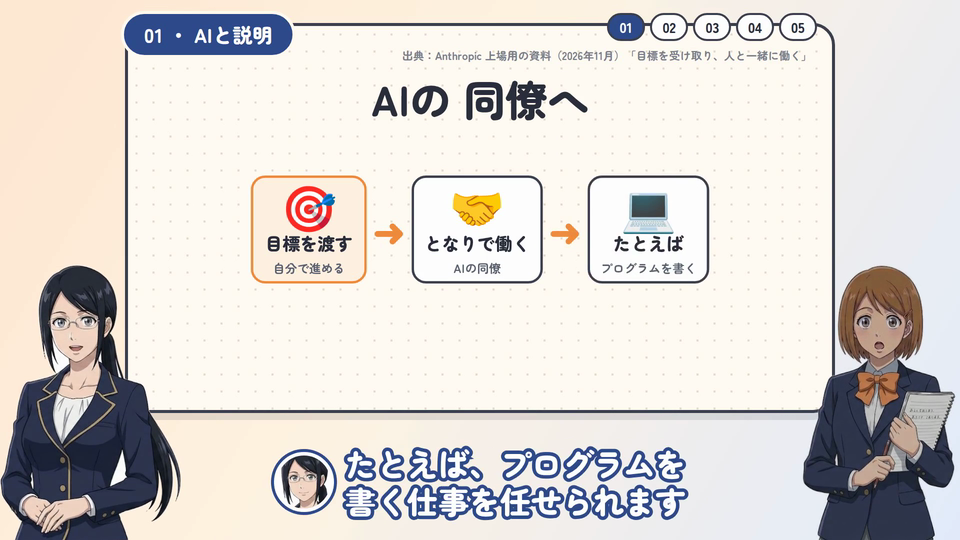 01 ・ AIと説明
01 02 03 04 05
出典：Anthropic 上場用の資料（2026年11月）「目標を受け取り、人と一緒に働く」
AIの 同僚へ
目標を渡す
自分で進める
となりで働く
AIの同僚
たとえば
プログラムを書く
たとえば、プログラムを
書く仕事を任せられます